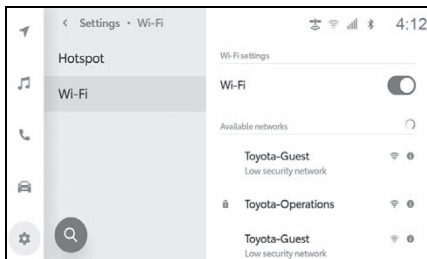 < Settings • Wi-Fi
4:12
Hotspot
Wi-Fi
Wi-Fi settings
Wi-Fi
Available networks
Toyota-Guest
Low security network
Toyota-Operations
Toyota-Guest
Low security network